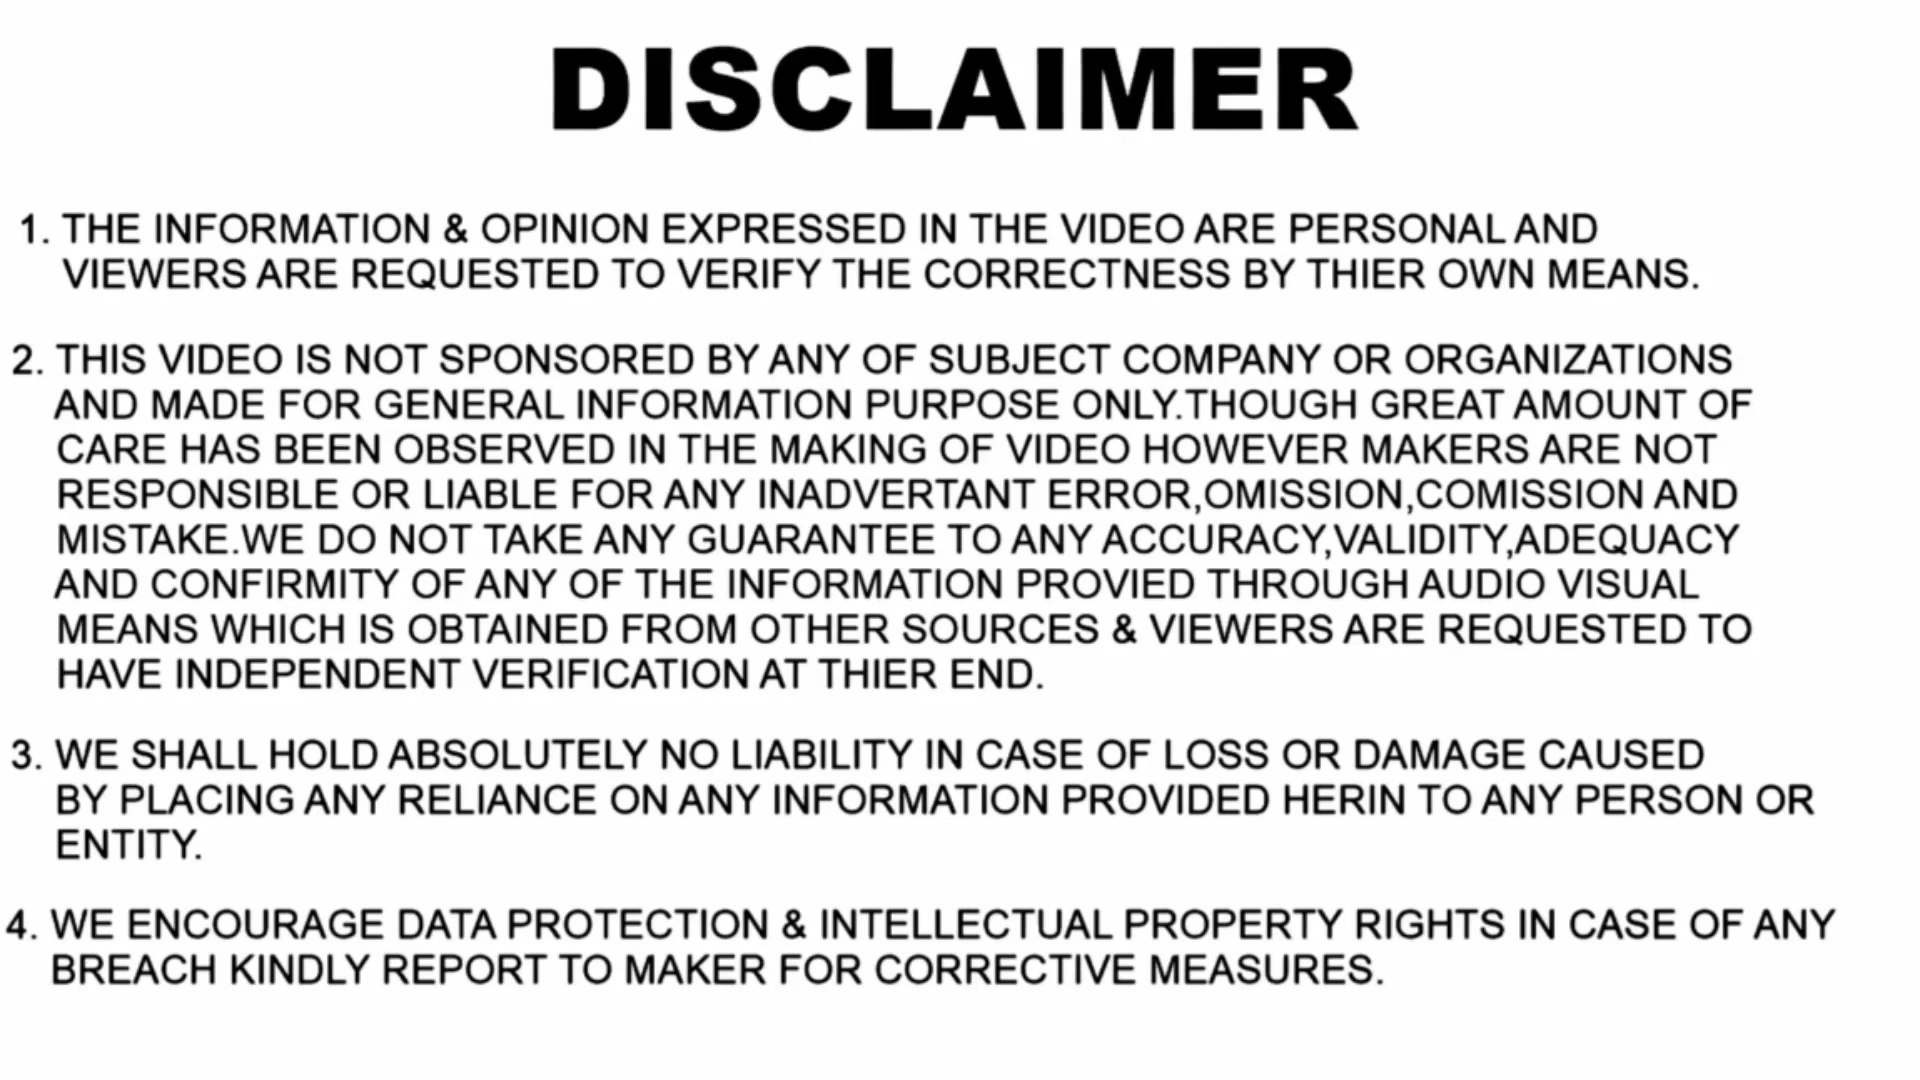 DISCLAIMER
1. THE INFORMATION & OPINION EXPRESSED IN THE VIDEO ARE PERSONAL AND
VIEWERS ARE REQUESTED TO VERIFY THE CORRECTNESS BY THIER OWN MEANS.
2. THIS VIDEO IS NOT SPONSORED BY ANY OF SUBJECT COMPANY OR ORGANIZATIONS
AND MADE FOR GENERAL INFORMATION PURPOSE ONLY.THOUGH GREAT AMOUNT OF
CARE HAS BEEN OBSERVED IN THE MAKING OF VIDEO HOWEVER MAKERS ARE NOT
RESPONSIBLE OR LIABLE FOR ANY INADVERTANT ERROR,OMISSION,COMISSION AND
MISTAKE.WE DO NOT TAKE ANY GUARANTEE TO ANY ACCURACY,VALIDITY,ADEQUACY
AND CONFIRMITY OF ANY OF THE INFORMATION PROVIED THROUGH AUDIO VISUAL
MEANS WHICH IS OBTAINED FROM OTHER SOURCES & VIEWERS ARE REQUESTED TO
HAVE INDEPENDENT VERIFICATION AT THIER END.
3. WE SHALL HOLD ABSOLUTELY NO LIABILITY IN CASE OF LOSS OR DAMAGE CAUSED
BY PLACING ANY RELIANCE ON ANY INFORMATION PROVIDED HERIN TO ANY PERSON OR
ENTITY.
4. WE ENCOURAGE DATA PROTECTION & INTELLECTUAL PROPERTY RIGHTS IN CASE OF ANY
BREACH KINDLY REPORT TO MAKER FOR CORRECTIVE MEASURES.